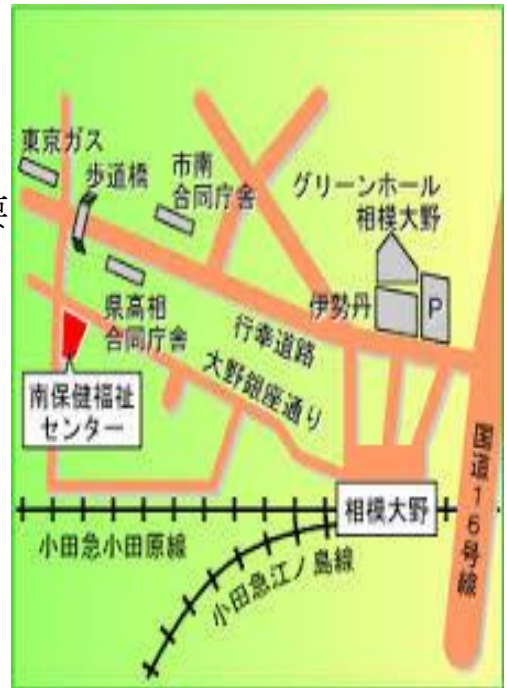 東京ガス
歩道橋
市南
合同庁舎
グリーンホール
相模大野
県高相
合同庁舎
伊勢丹
P
行幸道路
大野銀座通り
南保健福祉
センター
相模大野
国道16号線
小田急小田原線
小田急江ノ島線